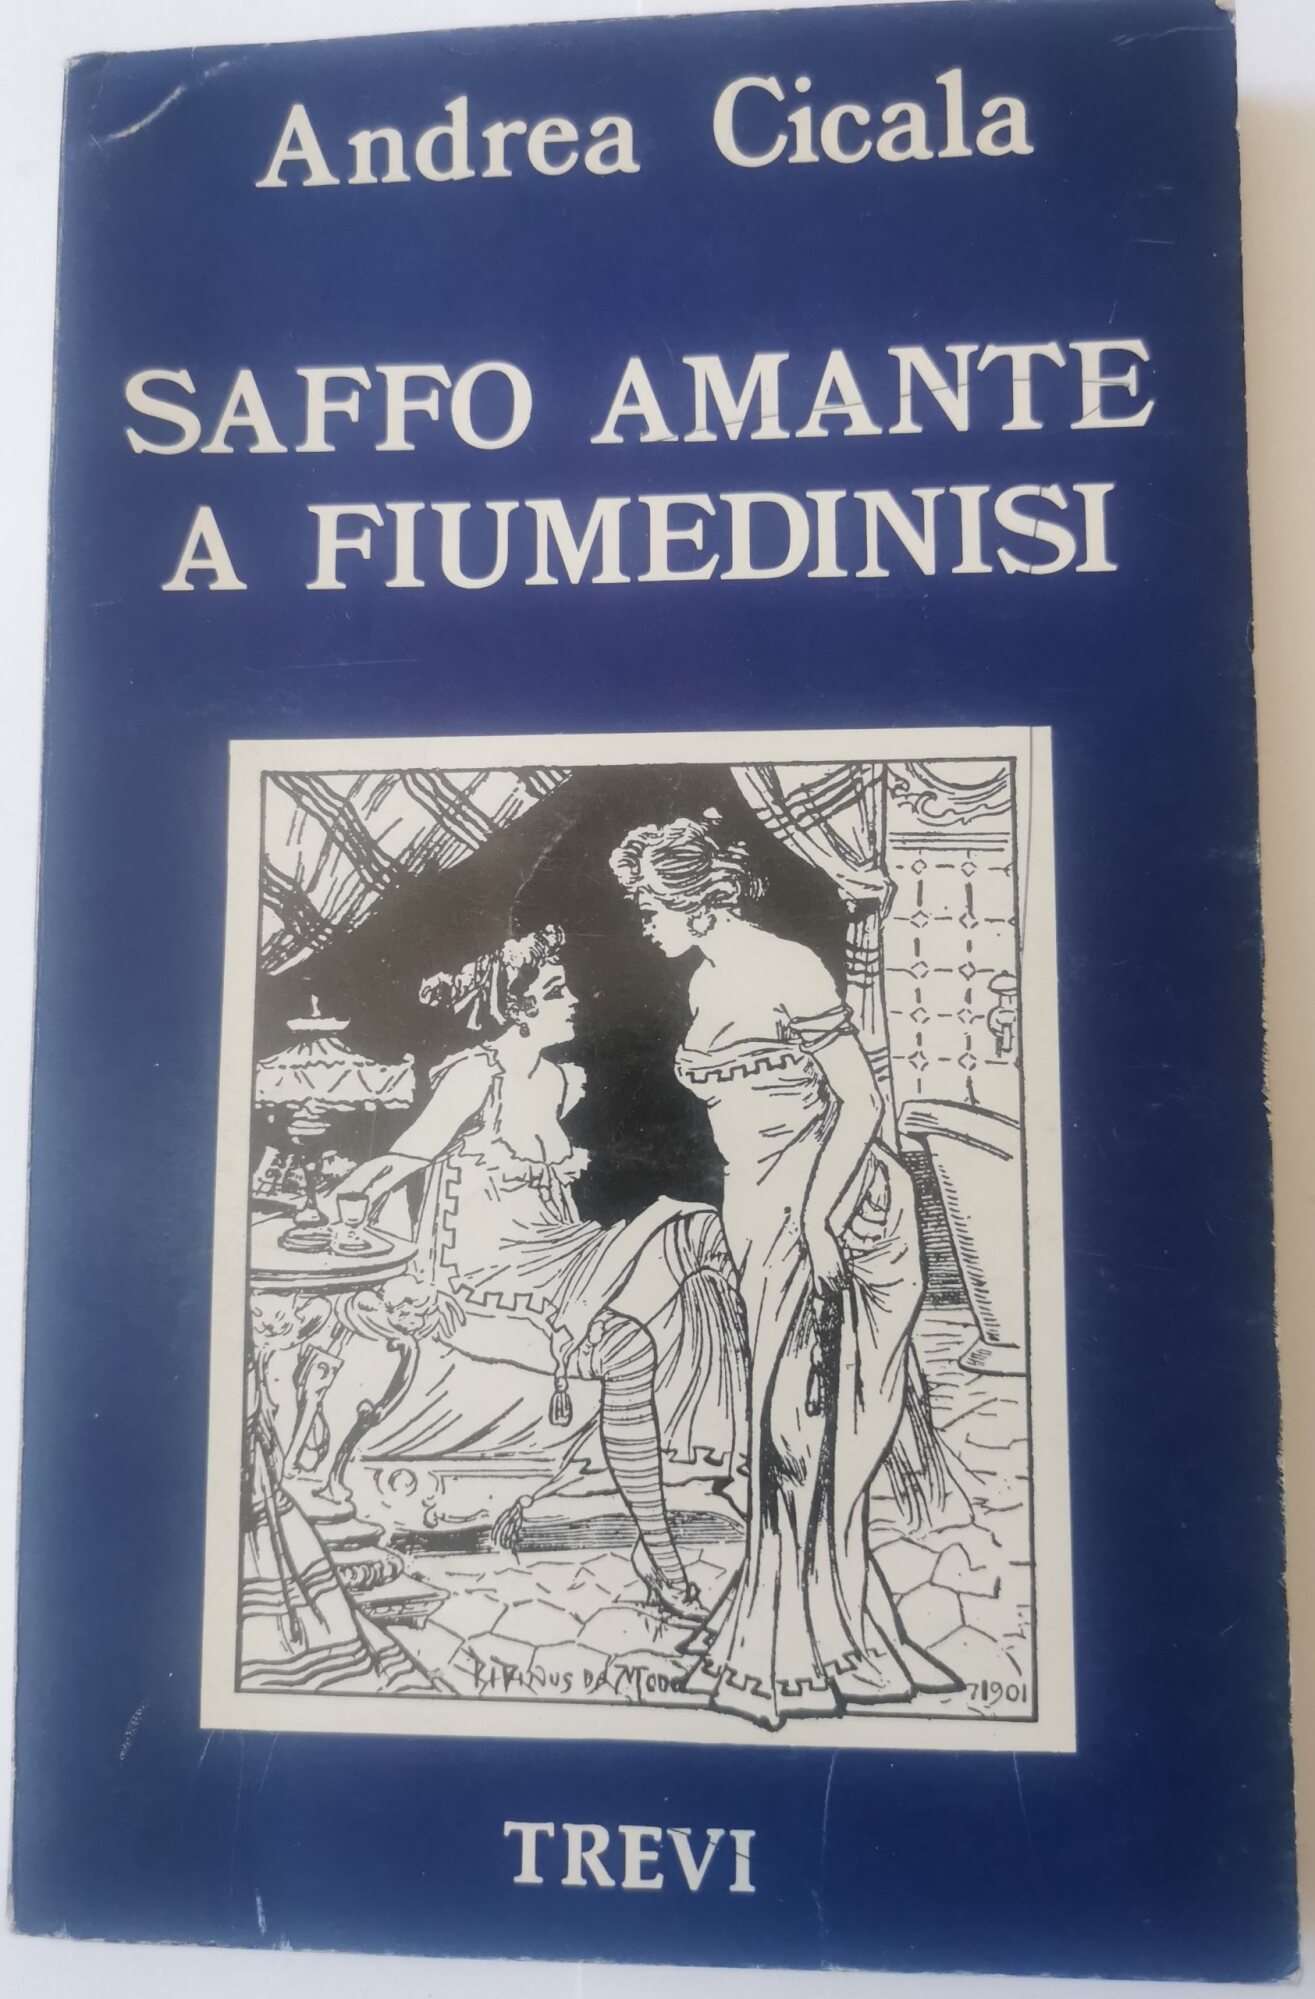 Andrea Cicala
SAFFO AMANTE
A FIUMEDINISI
1901
TREVI